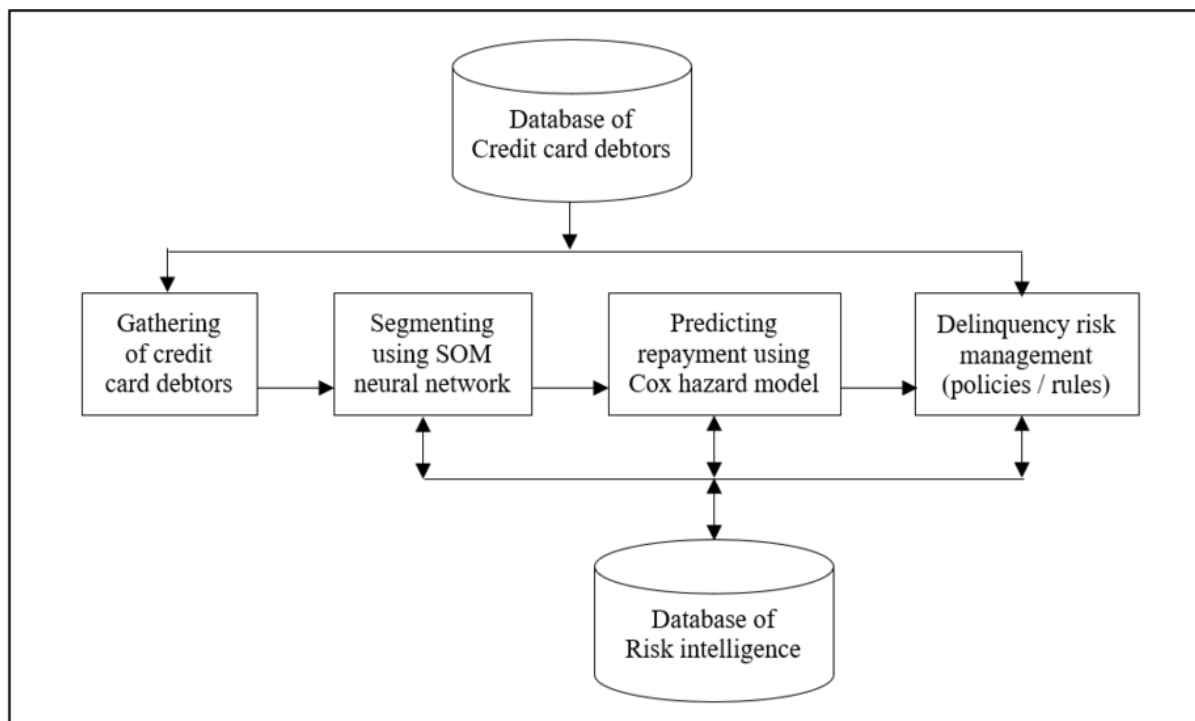 Database of
Credit card debtors
Gathering
of credit
card debtors
Segmenting
using SOM
neural network
Predicting
repayment using
Cox hazard model
Delinquency risk
management
(policies / rules)
Database of
Risk intelligence